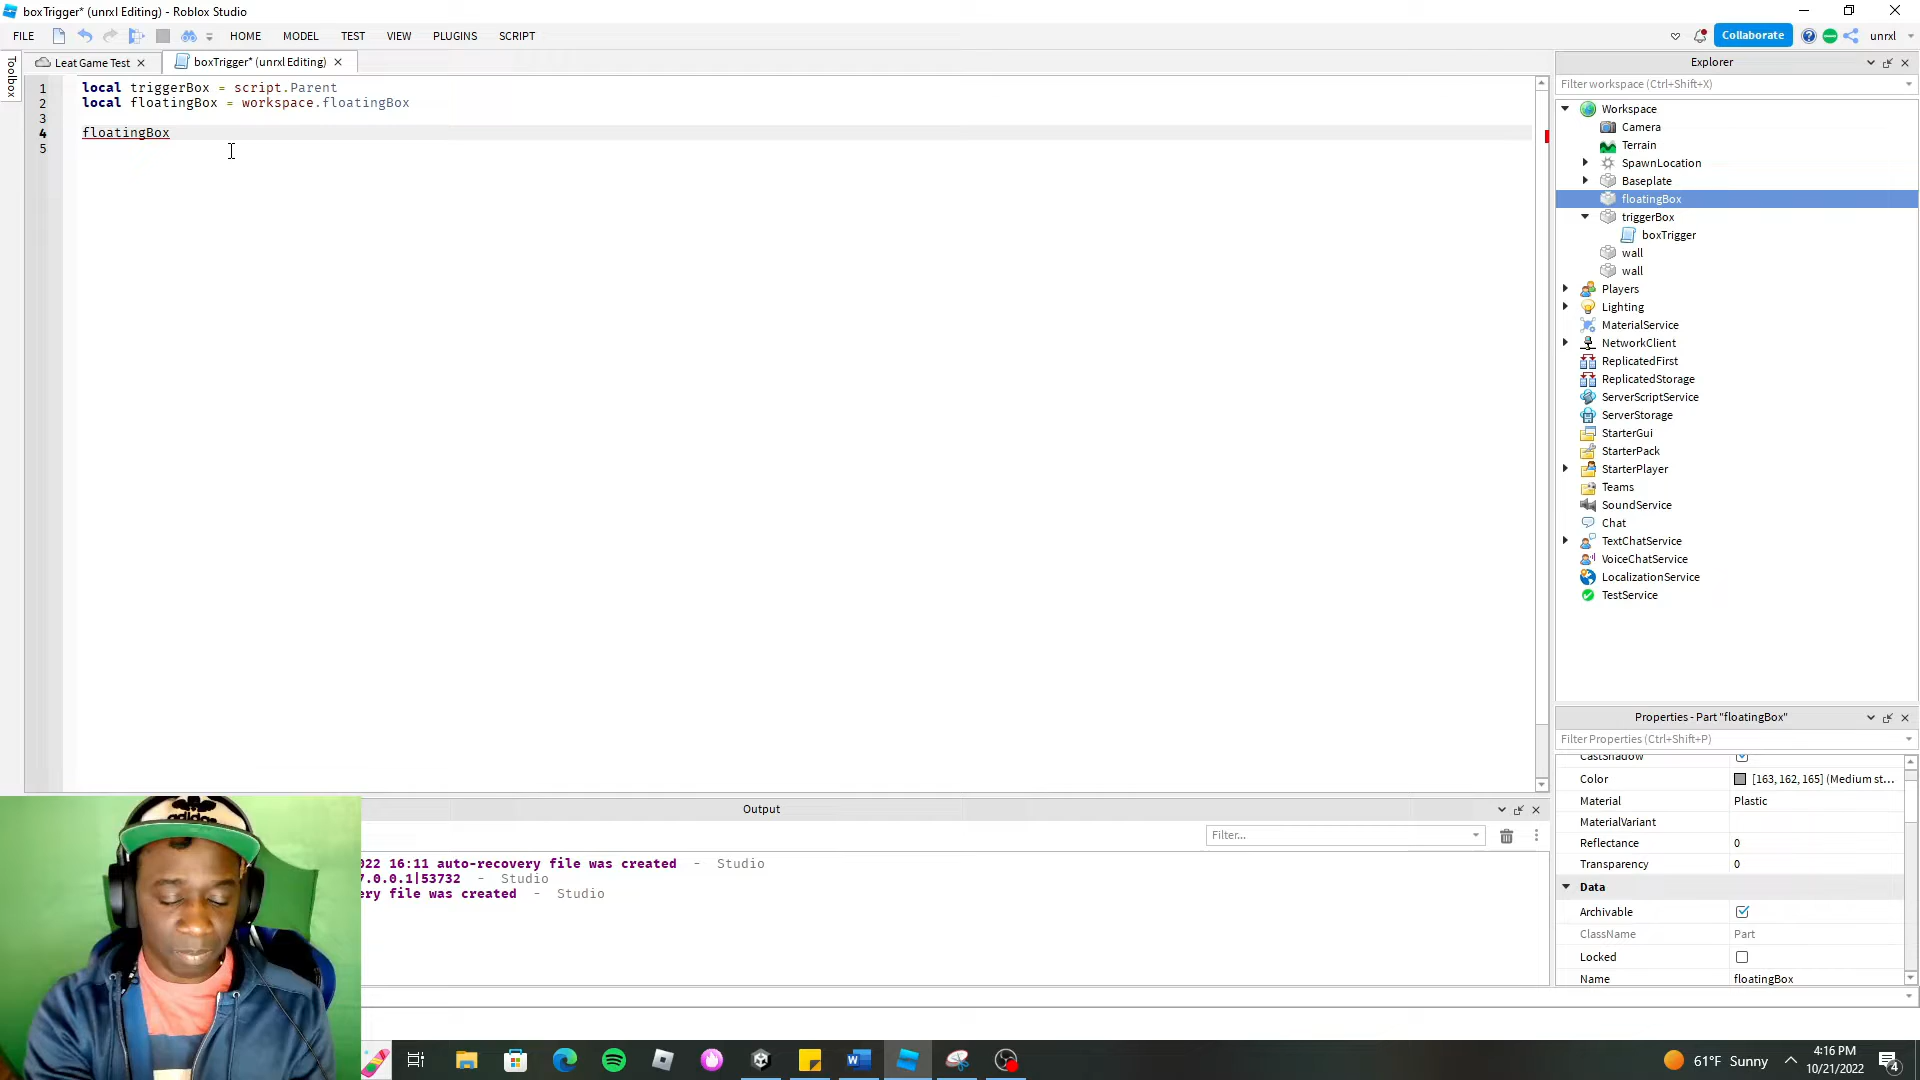 boxTrigger* (unrxl Editing) - Roblox Studio
FILE HOME MODEL TEST VIEW PLUGINS SCRIPT Collaborate unrxl
Toolbox
Leat Game Test
boxTrigger* (unrxl Editing)
1 local triggerBox = script.Parent
2 local floatingBox = workspace.floatingBox
3
4 floatingBox
5
Explorer
Filter workspace (Ctrl+Shift+X)
Workspace
Camera
Terrain
SpawnLocation
Baseplate
floatingBox
triggerBox
boxTrigger
wall
wall
Players
Lighting
MaterialService
NetworkClient
ReplicatedFirst
ReplicatedStorage
ServerScriptService
ServerStorage
StarterGui
StarterPack
StarterPlayer
Teams
SoundService
Chat
TextChatService
VoiceChatService
LocalizationService
TestService
Properties - Part "floatingBox"
Filter Properties (Ctrl+Shift+P)
CastShadow
Color [163, 162, 165] (Medium st...
Material Plastic
MaterialVariant
Reflectance 0
Transparency 0
Data
Archivable
ClassName Part
Locked
Name floatingBox
Output
Filter...
22 16:11 auto-recovery file was created - Studio
7.0.0.1|53732 - Studio
ery file was created - Studio
adidas
61°F Sunny
4:16 PM
10/21/2022
4